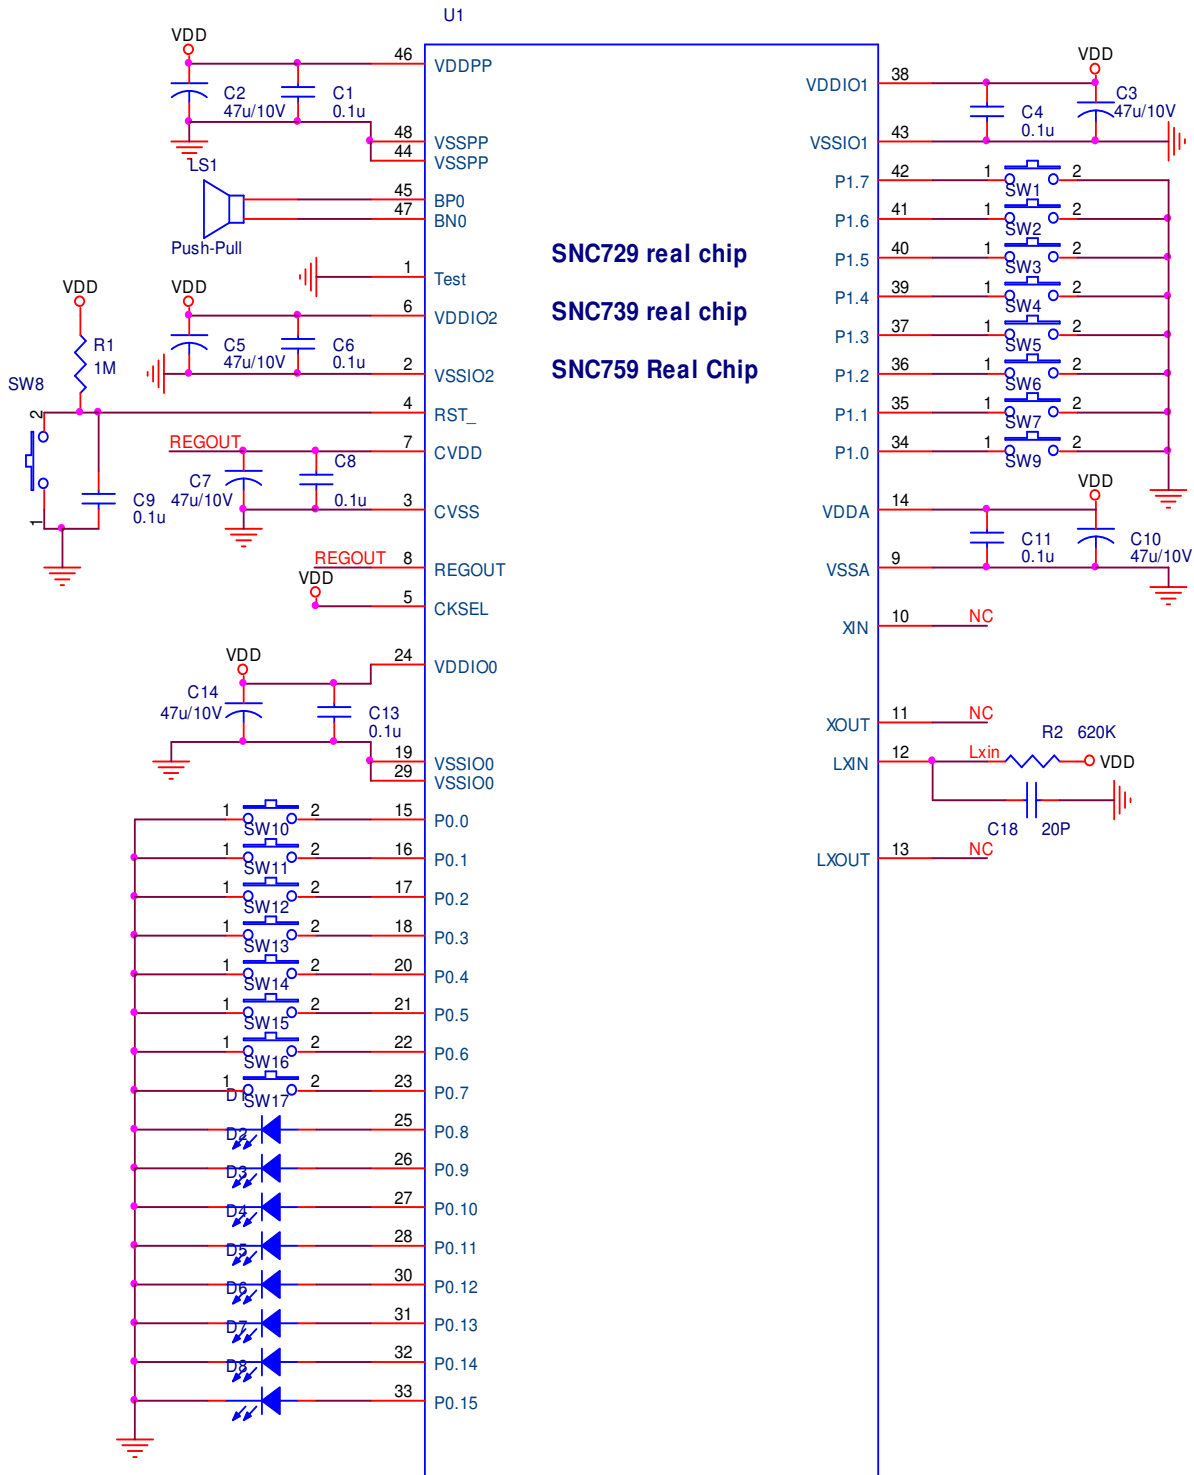 U1
VDD
46 VDDPP
C2
47u/10V
C1
0.1u
48 VSSPP
44 VSSPP
LS1
45 BP0
47 BN0
Push-Pull
1 Test
VDD
6 VDDIO2
C5
47u/10V
C6
0.1u
2 VSSIO2
VDD
R1
1M
SW8
2
1
4 RST_
C9
0.1u
REGOUT
7 CVDD
C7
47u/10V
C8
0.1u
3 CVSS
REGOUT
8 REGOUT
VDD
5 CKSEL
VDD
24 VDDIO0
C14
47u/10V
C13
0.1u
19 VSSIO0
29 VSSIO0
1 SW10 2 15 P0.0
1 SW11 2 16 P0.1
1 SW12 2 17 P0.2
1 SW13 2 18 P0.3
1 SW14 2 20 P0.4
1 SW15 2 21 P0.5
1 SW16 2 22 P0.6
1 SW17 2 23 P0.7
D1 25 P0.8
D2 26 P0.9
D3 27 P0.10
D4 28 P0.11
D5 30 P0.12
D6 31 P0.13
D7 32 P0.14
D8 33 P0.15
SNC729 real chip
SNC739 real chip
SNC759 Real Chip
VDD
VDDIO1 38
C4
0.1u
C3
47u/10V
VSSIO1 43
P1.7 42 1 SW1 2
P1.6 41 1 SW2 2
P1.5 40 1 SW3 2
P1.4 39 1 SW4 2
P1.3 37 1 SW5 2
P1.2 36 1 SW6 2
P1.1 35 1 SW7 2
P1.0 34 1 SW9 2
VDD
VDDA 14
C11
0.1u
C10
47u/10V
VSSA 9
XIN 10 NC
XOUT 11 NC
R2 620K
LXIN 12 Lxin VDD
C18 20P
LXOUT 13 NC